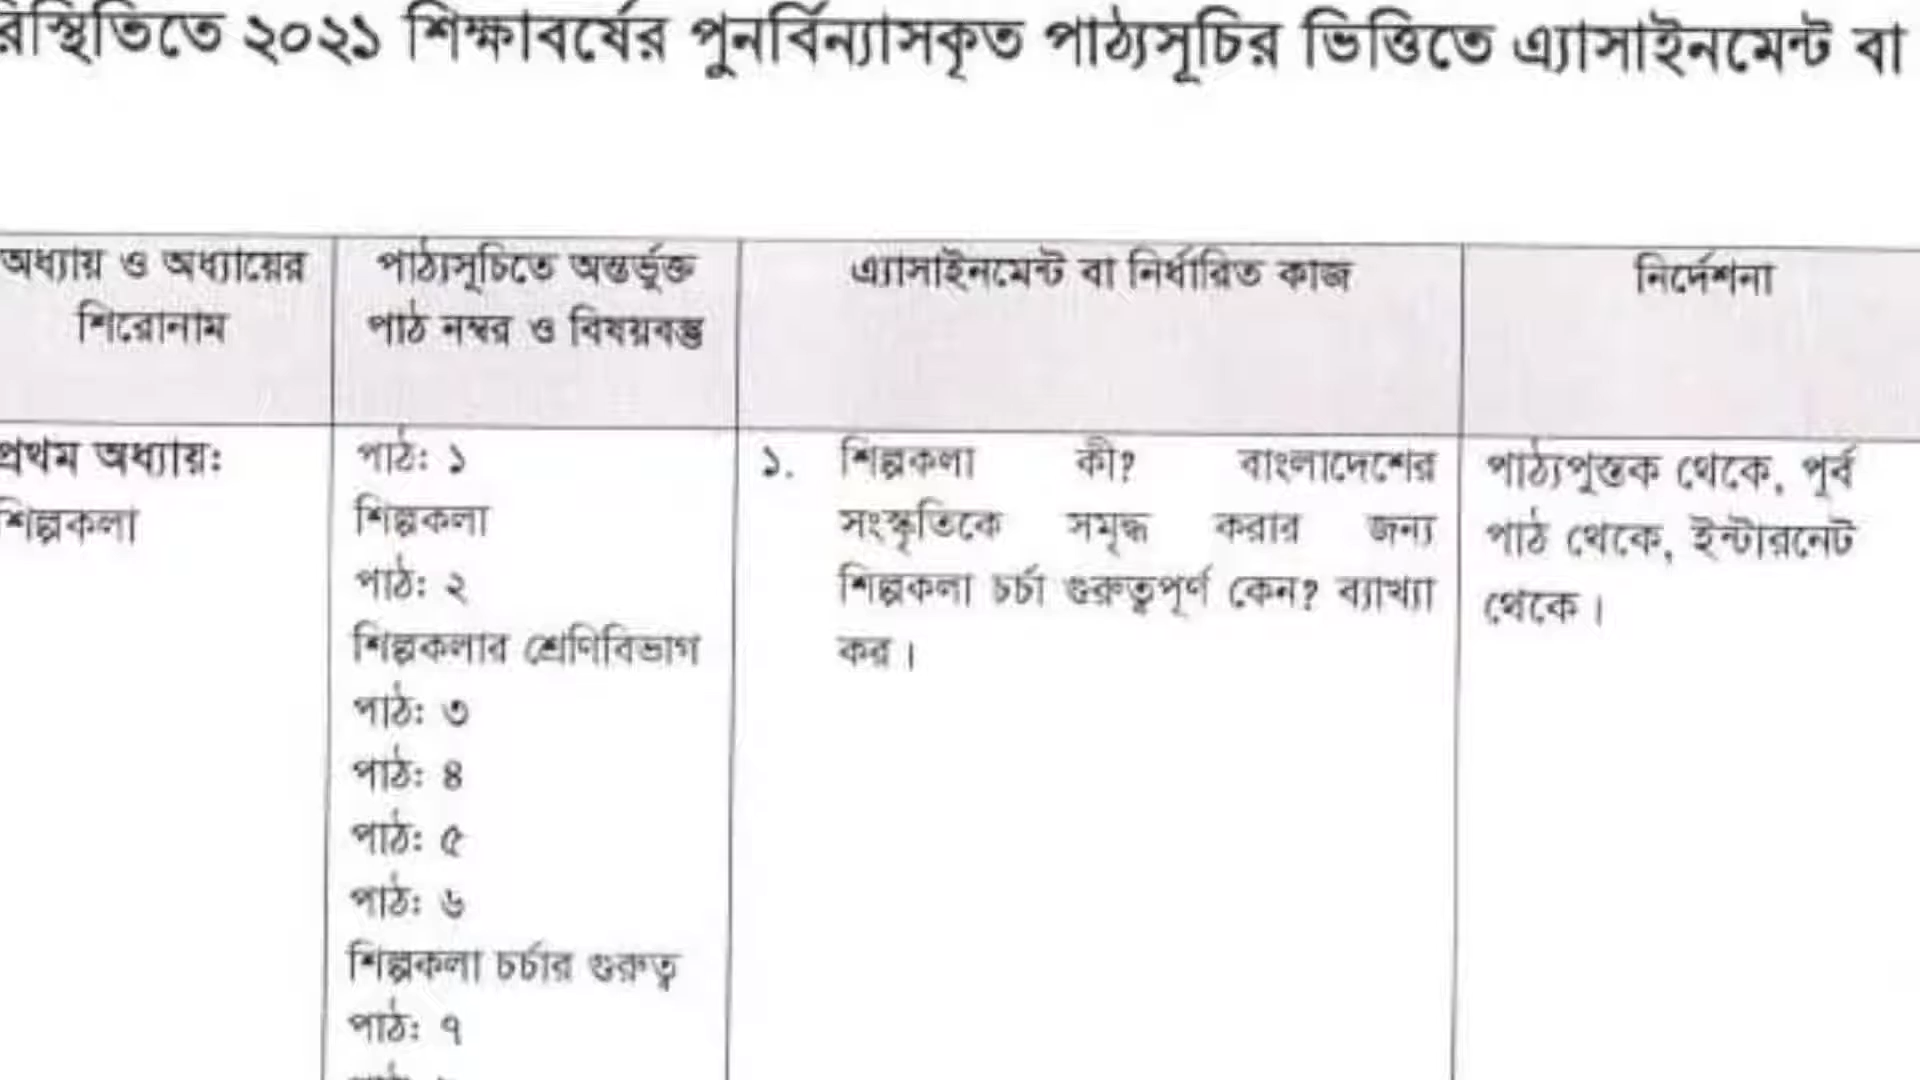 রিস্থিতিতে ২০২১ শিক্ষাবর্ষের পুনর্বিন্যাসকৃত পাঠ্যসূচির ভিত্তিতে এ্যাসাইনমেন্ট বা
অধ্যায় ও অধ্যায়ের
শিরোনাম
পাঠ্যসূচিতে অন্তর্ভুক্ত
পাঠ নম্বর ও বিষয়বস্তু
এ্যাসাইনমেন্ট বা নির্ধারিত কাজ
নির্দেশনা
প্রথম অধ্যায়ঃ
শিল্পকলা
পাঠঃ ১
শিল্পকলা
পাঠঃ ২
শিল্পকলার শ্রেণিবিভাগ
পাঠঃ ৩
পাঠঃ ৪
পাঠঃ ৫
পাঠঃ ৬
শিল্পকলা চর্চার গুরুত্ব
পাঠঃ ৭
১. শিল্পকলা কী? বাংলাদেশের
সংস্কৃতিকে সমৃদ্ধ করার জন্য
শিল্পকলা চর্চা গুরুত্বপূর্ণ কেন? ব্যাখ্যা
কর।
পাঠ্যপুস্তক থেকে, পূর্ব
পাঠ থেকে, ইন্টারনেট
থেকে।